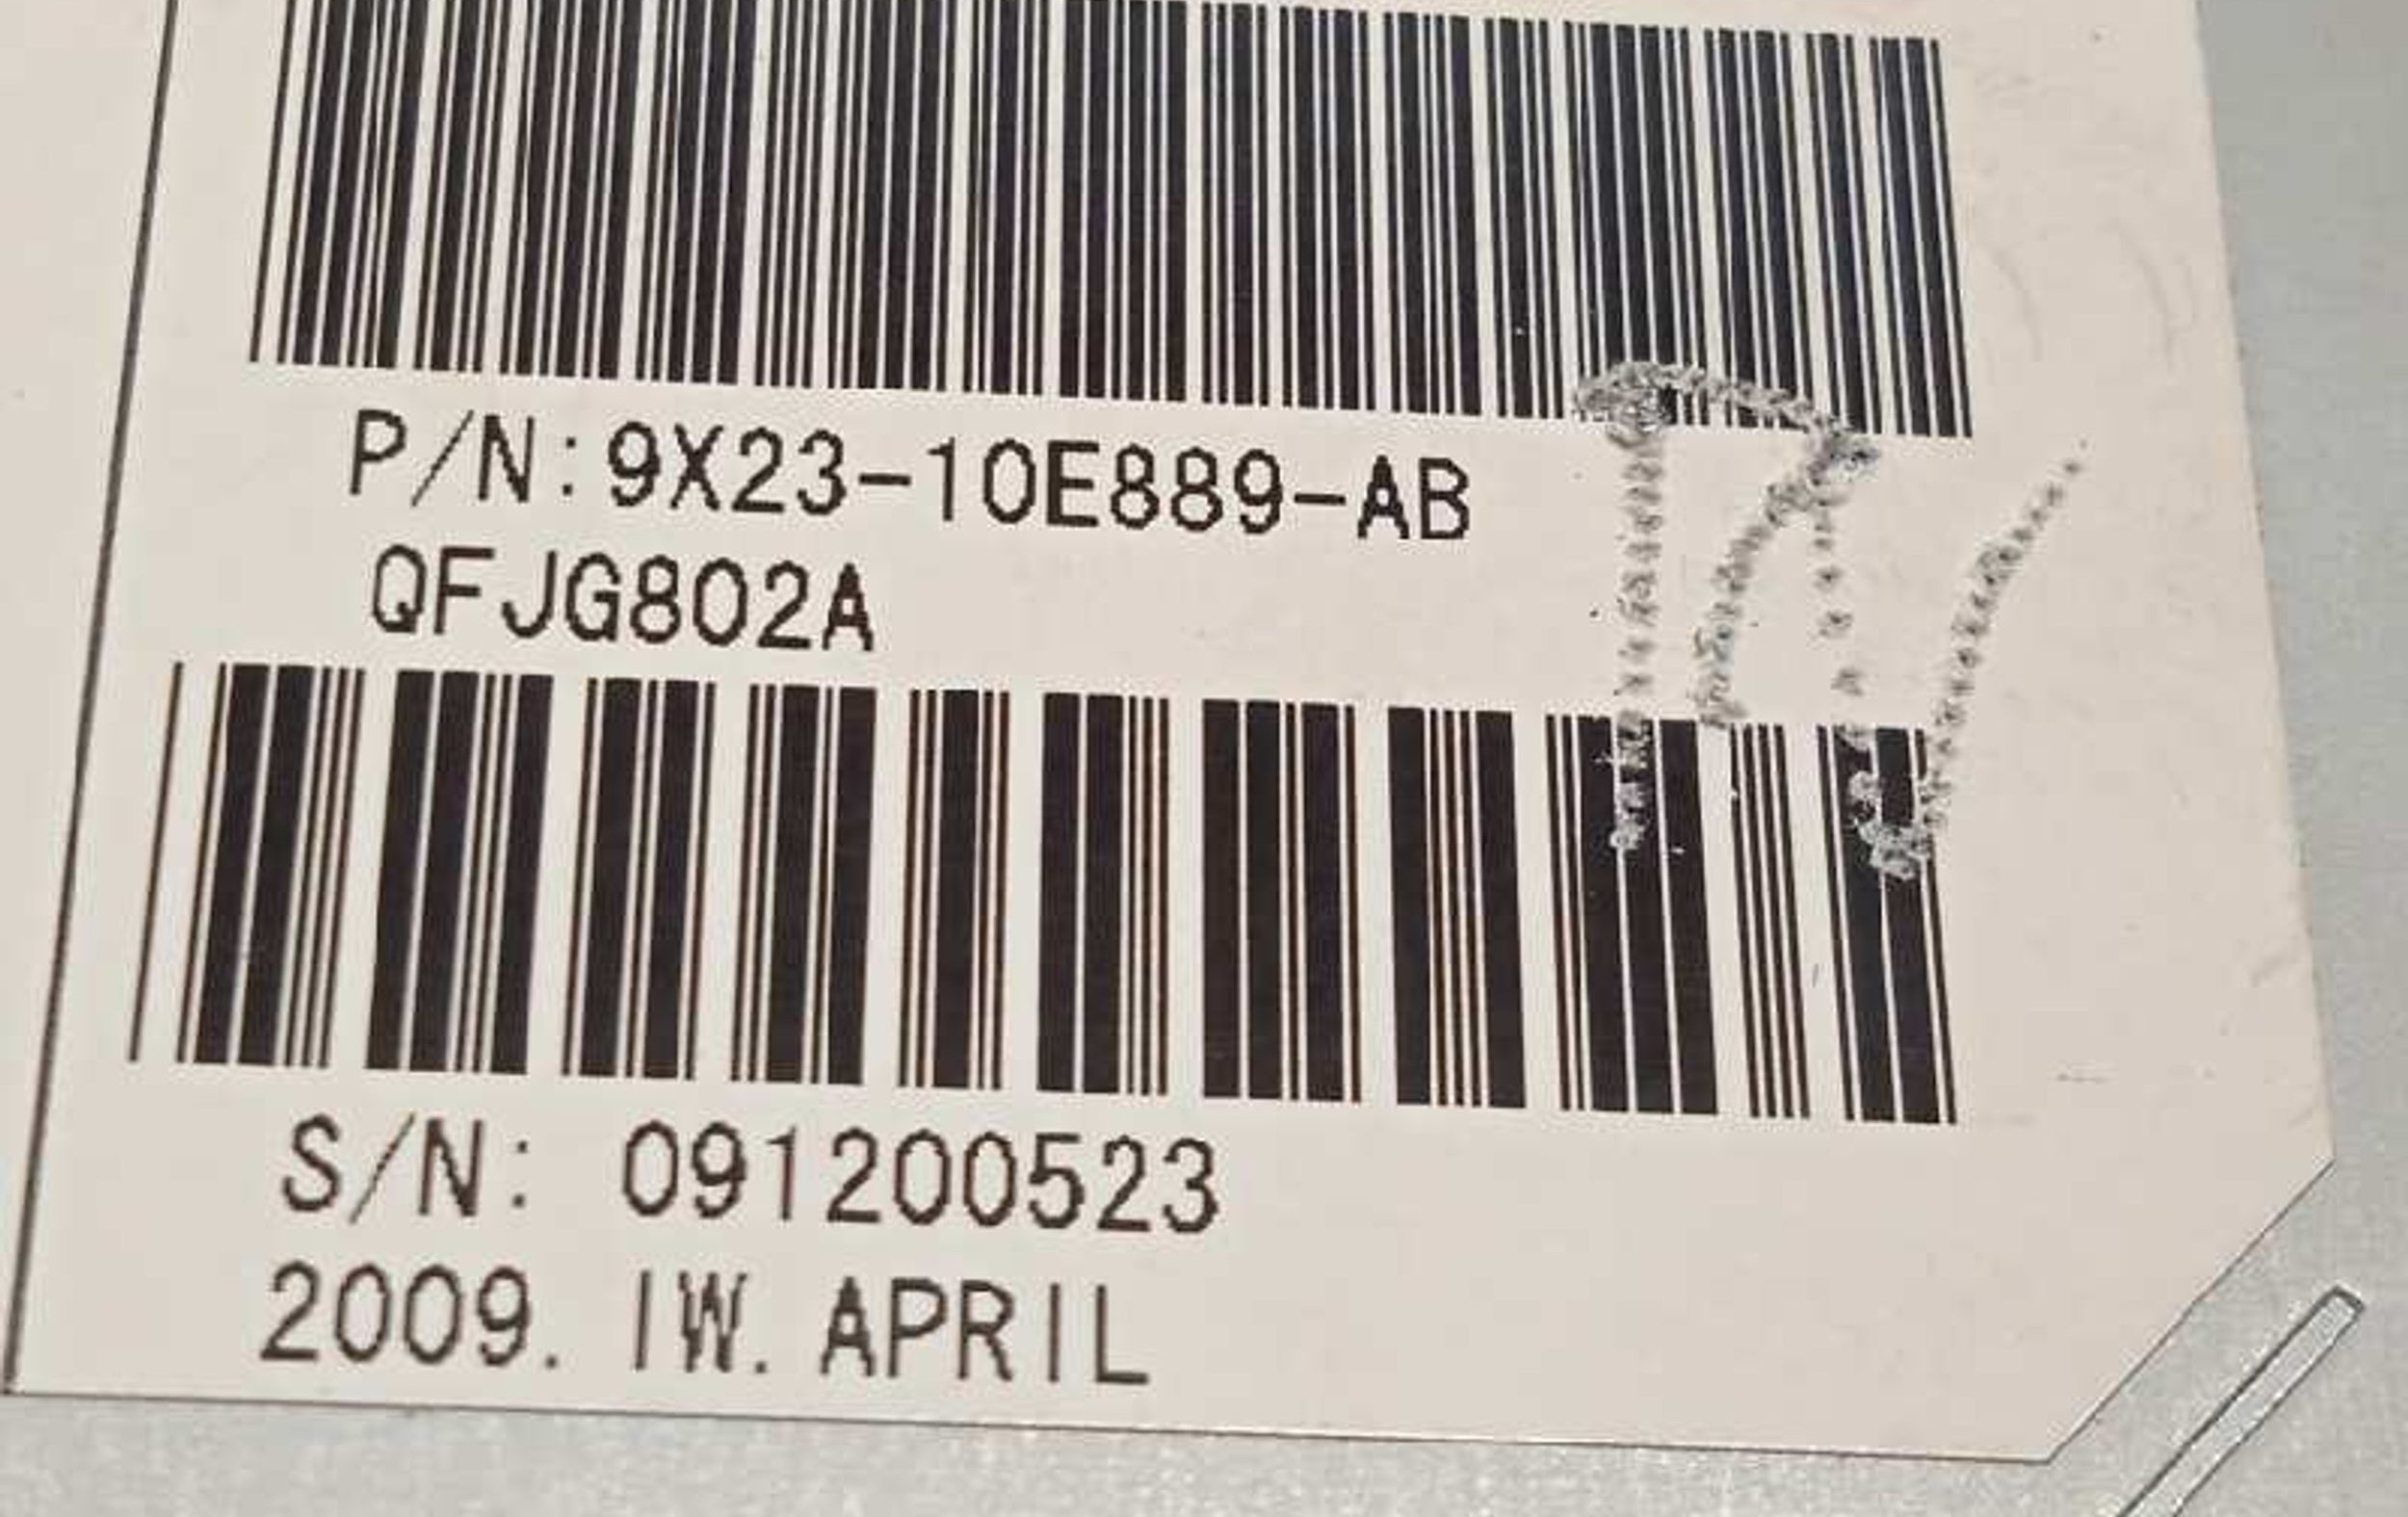 P/N:9X23-10E889-AB
QFJG802A
S/N: 091200523
2009. IW. APRIL